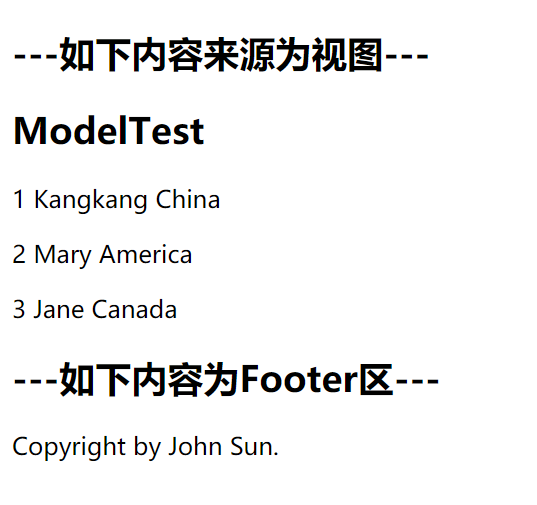 ---如下内容来源为视图---
ModelTest
1 Kangkang China
2 Mary America
3 Jane Canada
---如下内容为Footer区---
Copyright by John Sun.